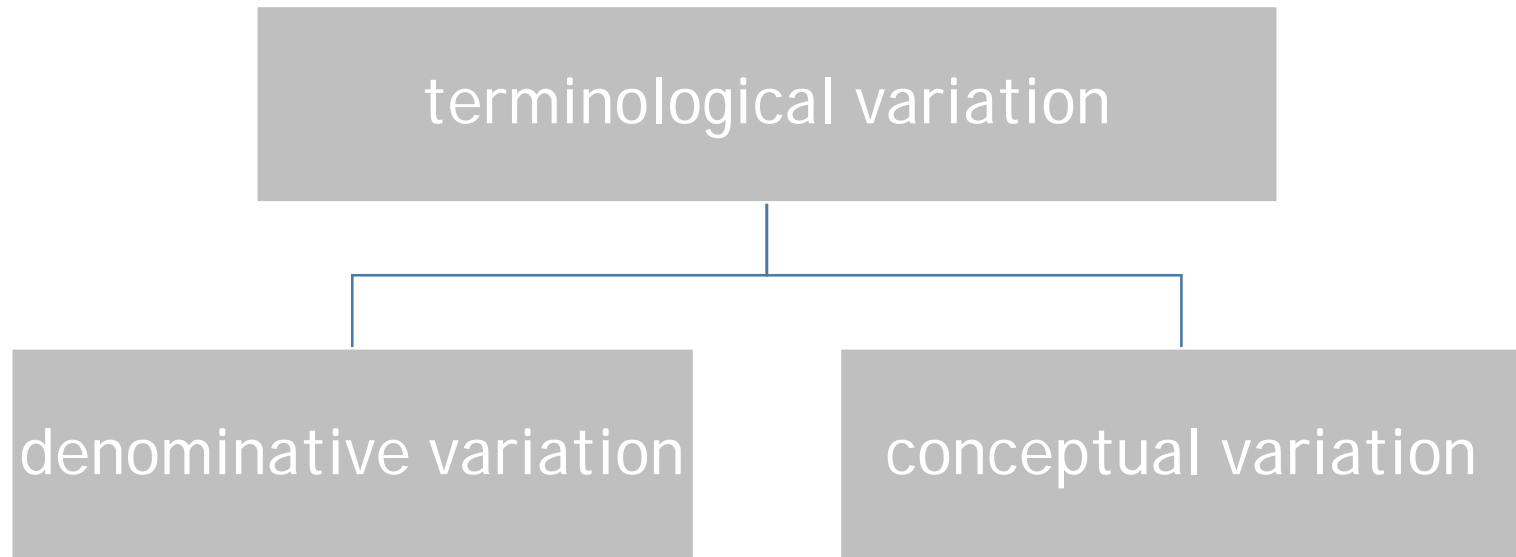 terminological variation
denominative variation
conceptual variation